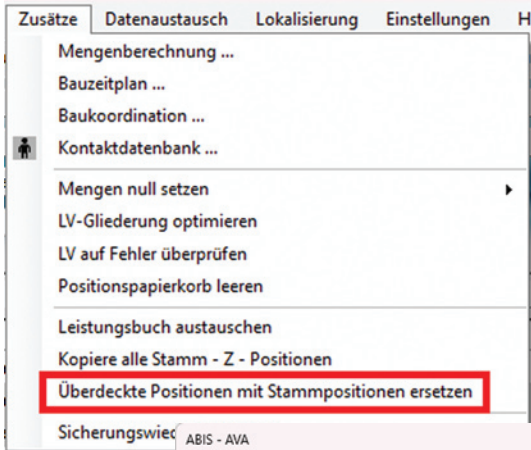 Zusätze Datenaustausch Lokalisierung Einstellungen H
Mengenberechnung ...
Bauzeitplan ...
Baukoordination ...
Kontaktdatenbank ...
Mengen null setzen
LV-Gliederung optimieren
LV auf Fehler überprüfen
Positionspapierkorb leeren
Leistungsbuch austauschen
Kopiere alle Stamm - Z - Positionen
Überdeckte Positionen mit Stammpositionen ersetzen
Sicherungswied
ABIS - AVA